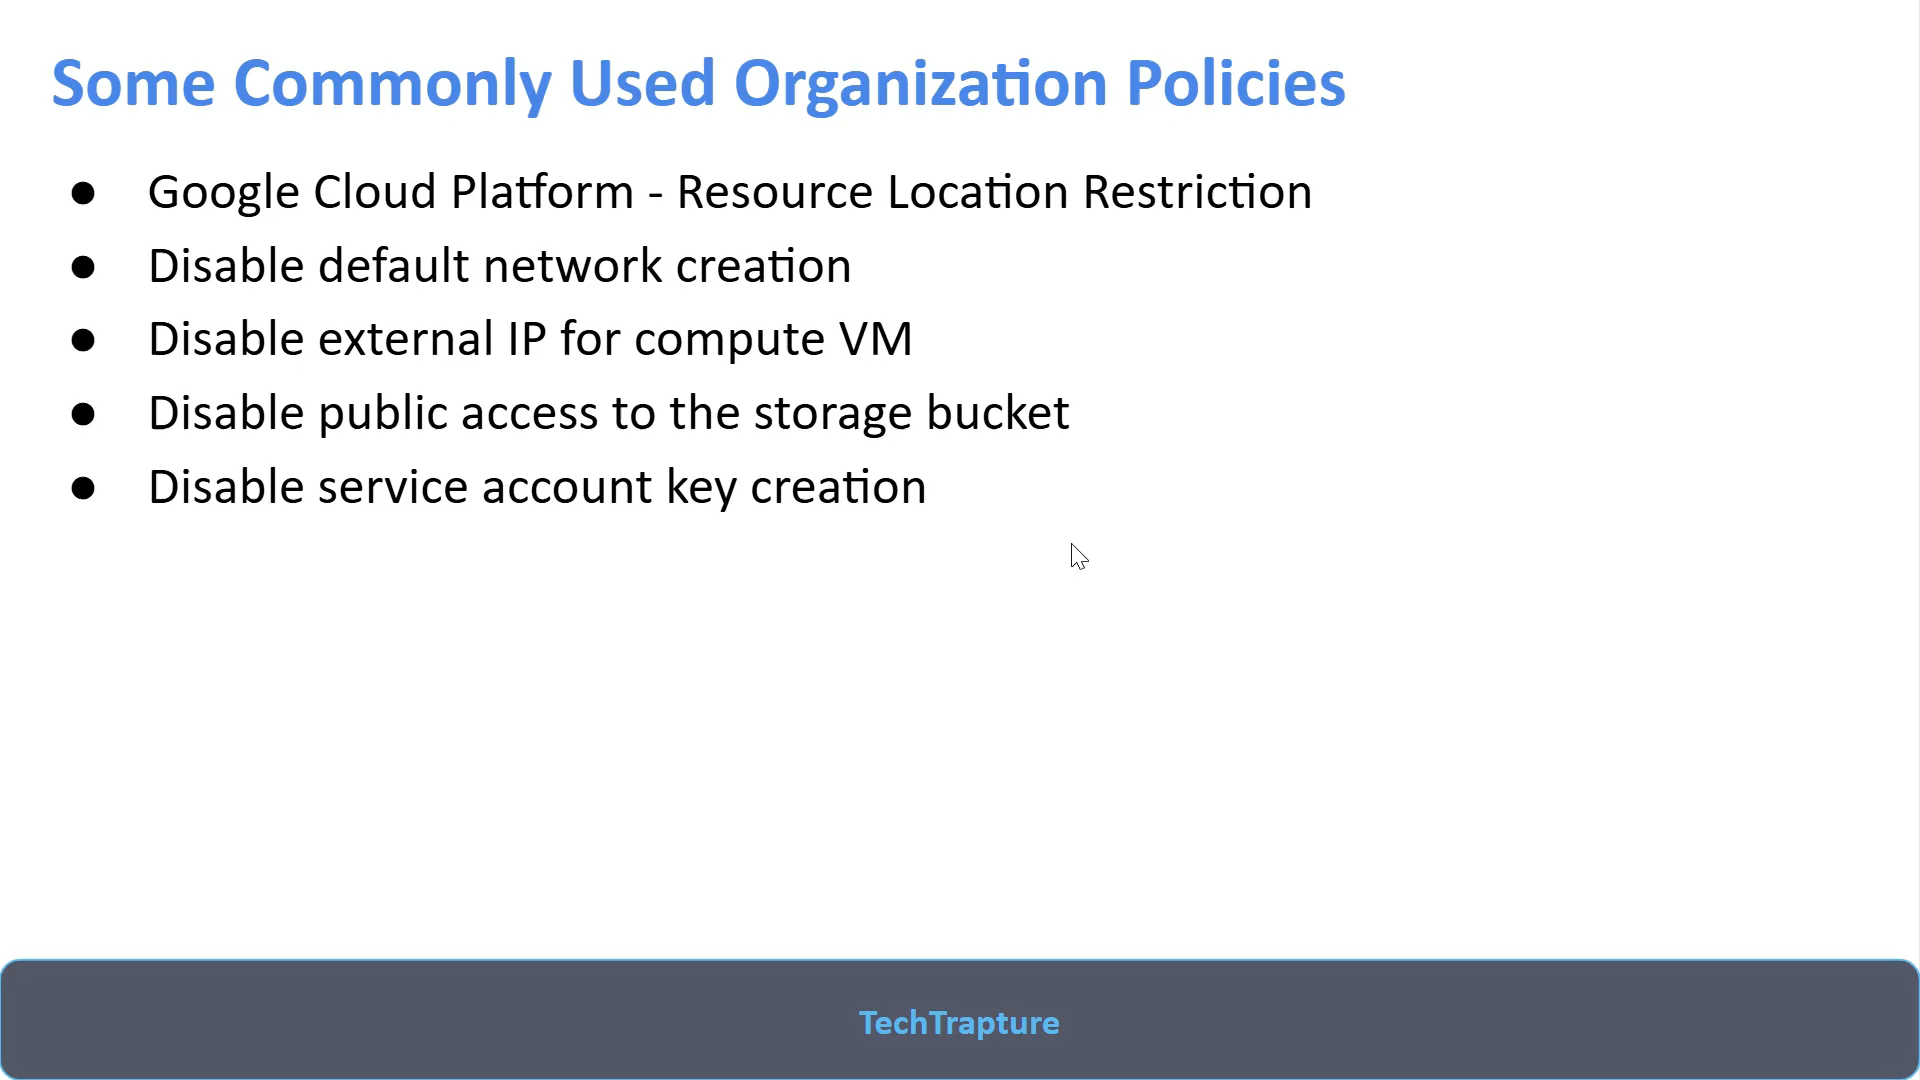 Some Commonly Used Organization Policies
● Google Cloud Platform - Resource Location Restriction
● Disable default network creation
● Disable external IP for compute VM
● Disable public access to the storage bucket
● Disable service account key creation
TechTrapture